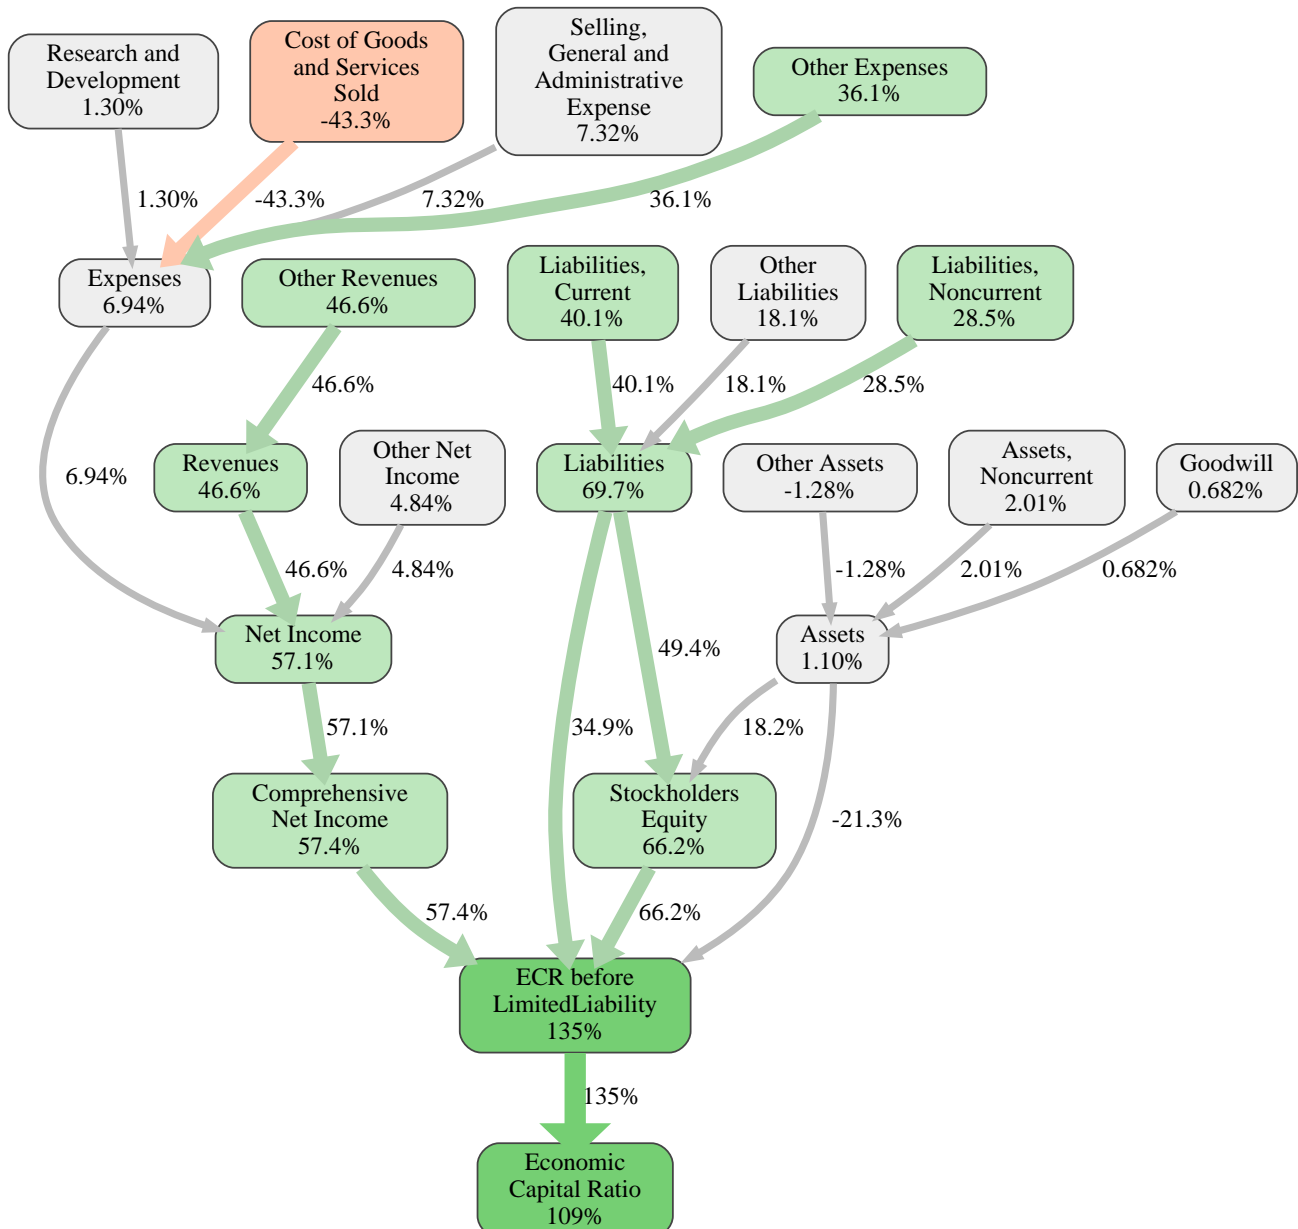 Research and
Development
1.30%
Cost of Goods
and Services
Sold
-43.3%
Selling,
General and
Administrative
Expense
7.32%
Other Expenses
36.1%
1.30%
-43.3%
7.32%
36.1%
Expenses
6.94%
Other Revenues
46.6%
Liabilities,
Current
40.1%
Other
Liabilities
18.1%
Liabilities,
Noncurrent
28.5%
46.6%
40.1%
18.1%
28.5%
6.94%
Revenues
46.6%
Other Net
Income
4.84%
Liabilities
69.7%
Other Assets
-1.28%
Assets,
Noncurrent
2.01%
Goodwill
0.682%
46.6%
4.84%
-1.28%
2.01%
0.682%
Net Income
57.1%
49.4%
Assets
1.10%
57.1%
34.9%
18.2%
Comprehensive
Net Income
57.4%
Stockholders
Equity
66.2%
-21.3%
57.4%
66.2%
ECR before
LimitedLiability
135%
135%
Economic
Capital Ratio
109%